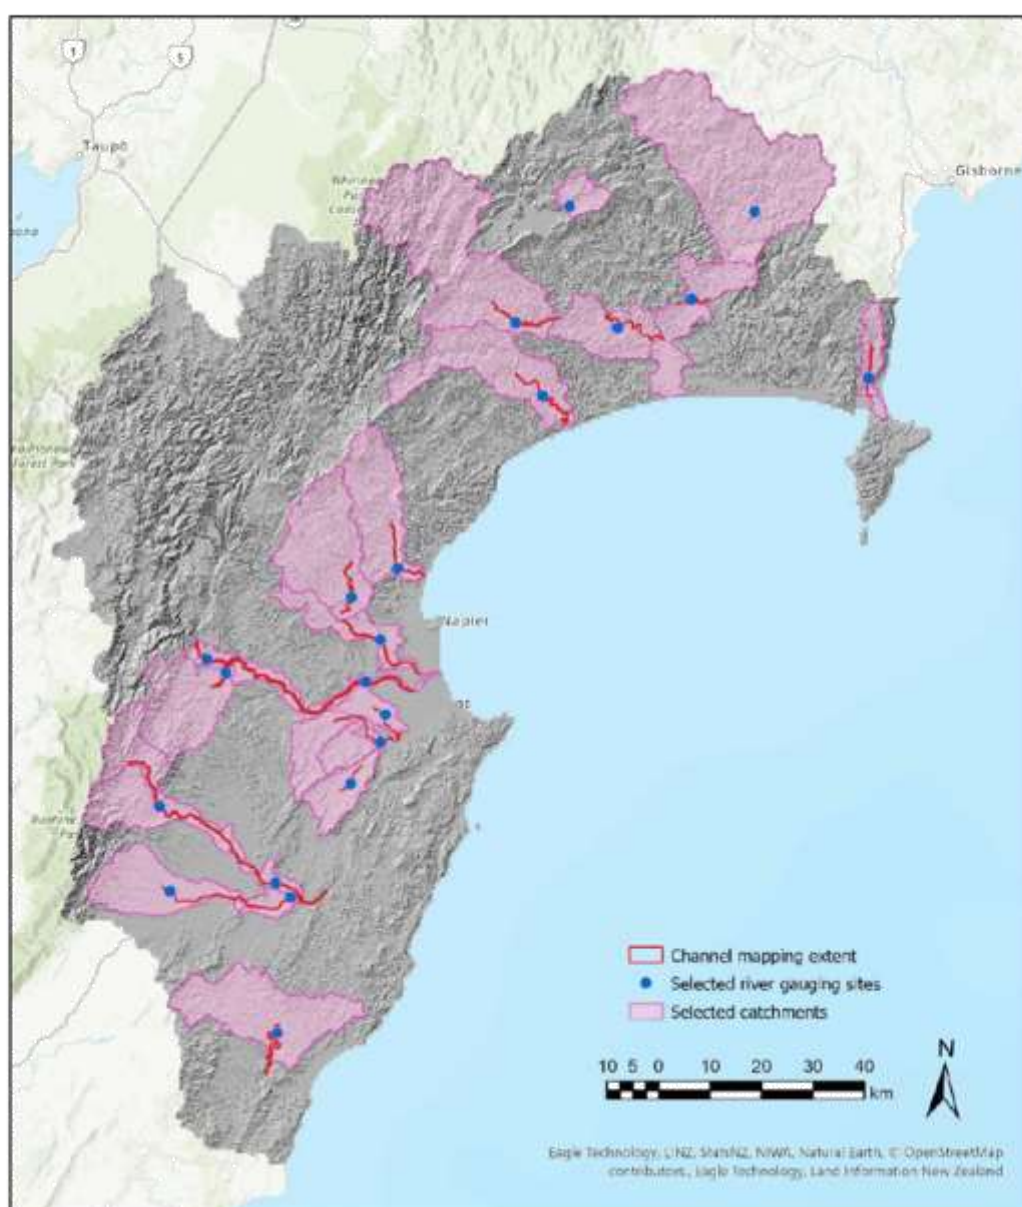 1
5
Taupō
Gisborne
Napier
Channel mapping extent
Selected river gauging sites
Selected catchments
N
10 5 0 10 20 30 40
km
Eagle Technology, LINZ, StatsNZ, NIWA, Natural Earth, © OpenStreetMap
contributors., Eagle Technology, Land Information New Zealand